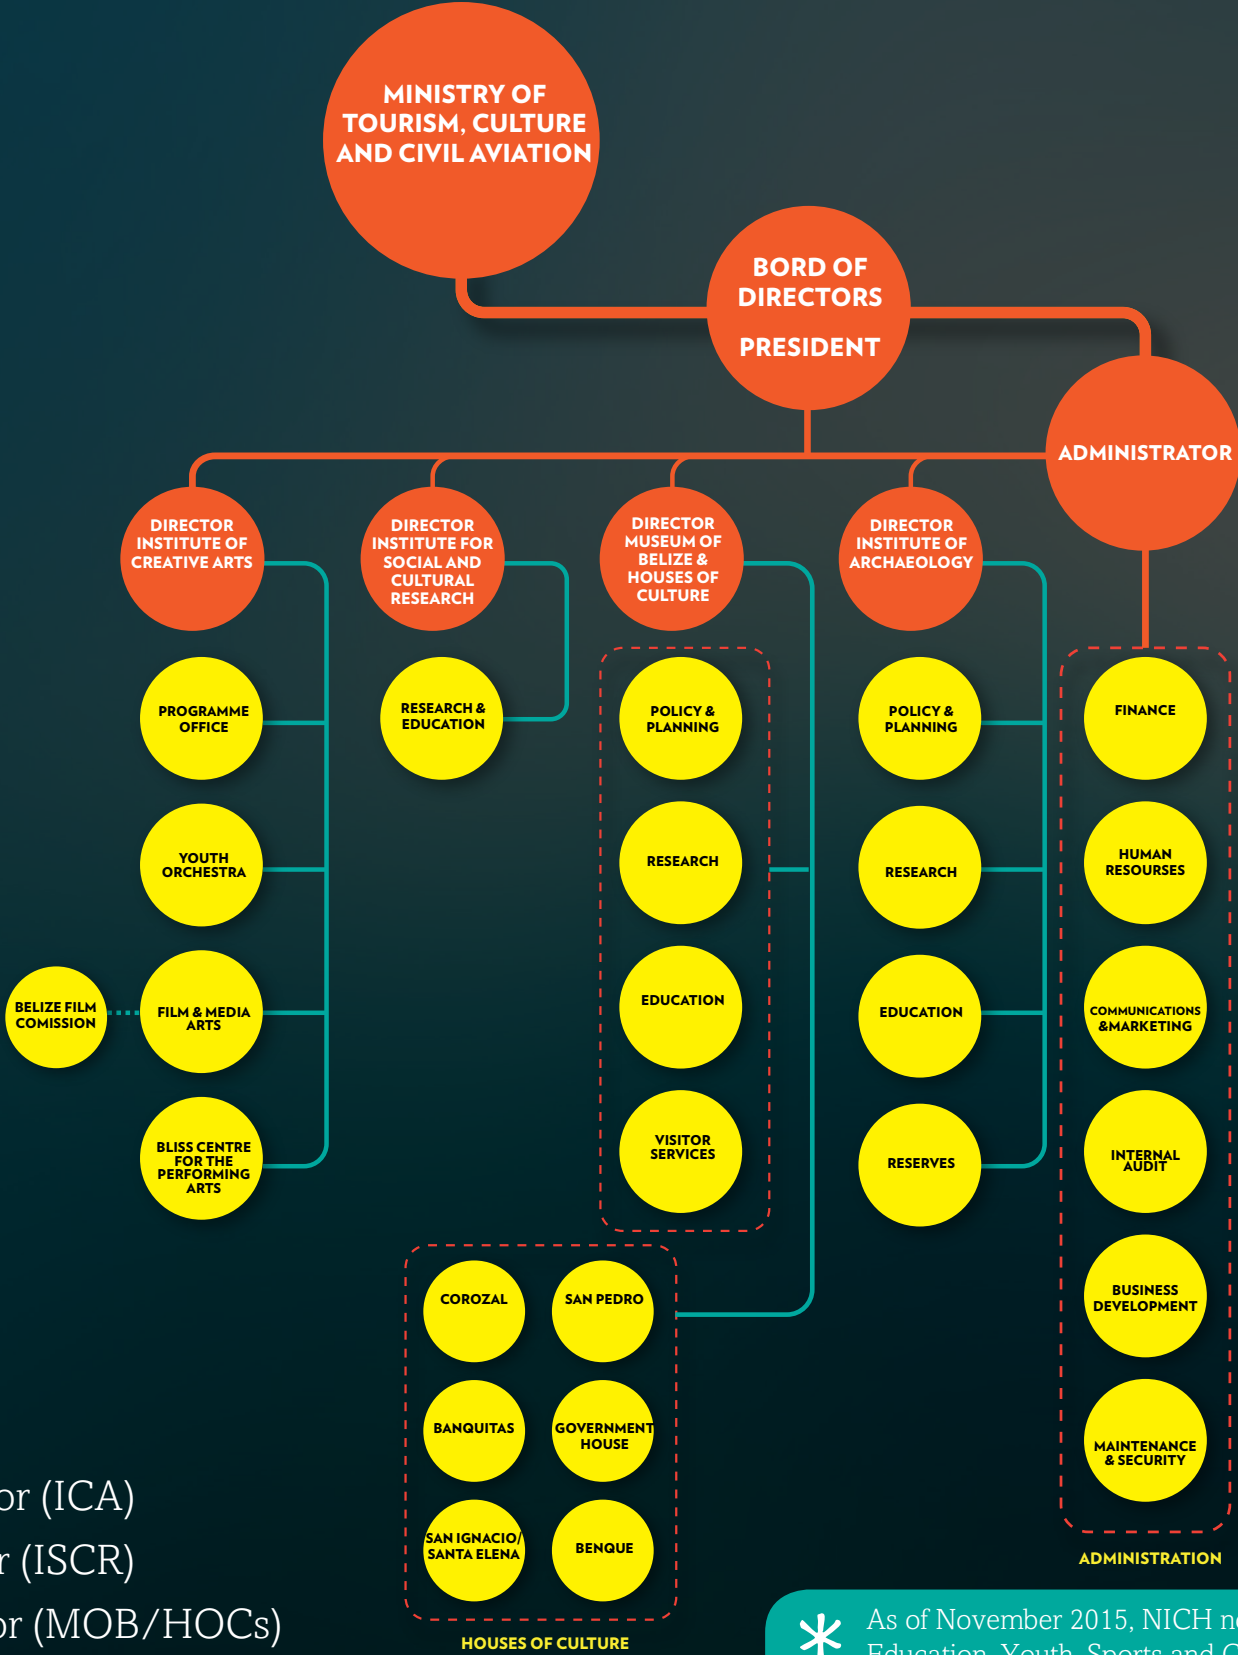 MINISTRY OF
TOURISM, CULTURE
AND CIVIL AVIATION
BORD OF
DIRECTORS
PRESIDENT
ADMINISTRATOR
DIRECTOR
INSTITUTE OF
CREATIVE ARTS
DIRECTOR
INSTITUTE FOR
SOCIAL AND
CULTURAL
RESEARCH
DIRECTOR
MUSEUM OF
BELIZE &
HOUSES OF
CULTURE
DIRECTOR
INSTITUTE OF
ARCHAEOLOGY
PROGRAMME
OFFICE
YOUTH
ORCHESTRA
BELIZE FILM
COMISSION
FILM & MEDIA
ARTS
BLISS CENTRE
FOR THE
PERFORMING
ARTS
RESEARCH &
EDUCATION
POLICY &
PLANNING
RESEARCH
EDUCATION
VISITOR
SERVICES
POLICY &
PLANNING
RESEARCH
EDUCATION
RESERVES
FINANCE
HUMAN
RESOURSES
COMMUNICATIONS
&MARKETING
INTERNAL
AUDIT
BUSINESS
DEVELOPMENT
MAINTENANCE
& SECURITY
ADMINISTRATION
COROZAL
SAN PEDRO
BANQUITAS
GOVERNMENT
HOUSE
SAN IGNACIO/
SANTA ELENA
BENQUE
HOUSES OF CULTURE
or (ICA)
r (ISCR)
or (MOB/HOCs)
As of November 2015, NICH
Education, Youth, Sports and